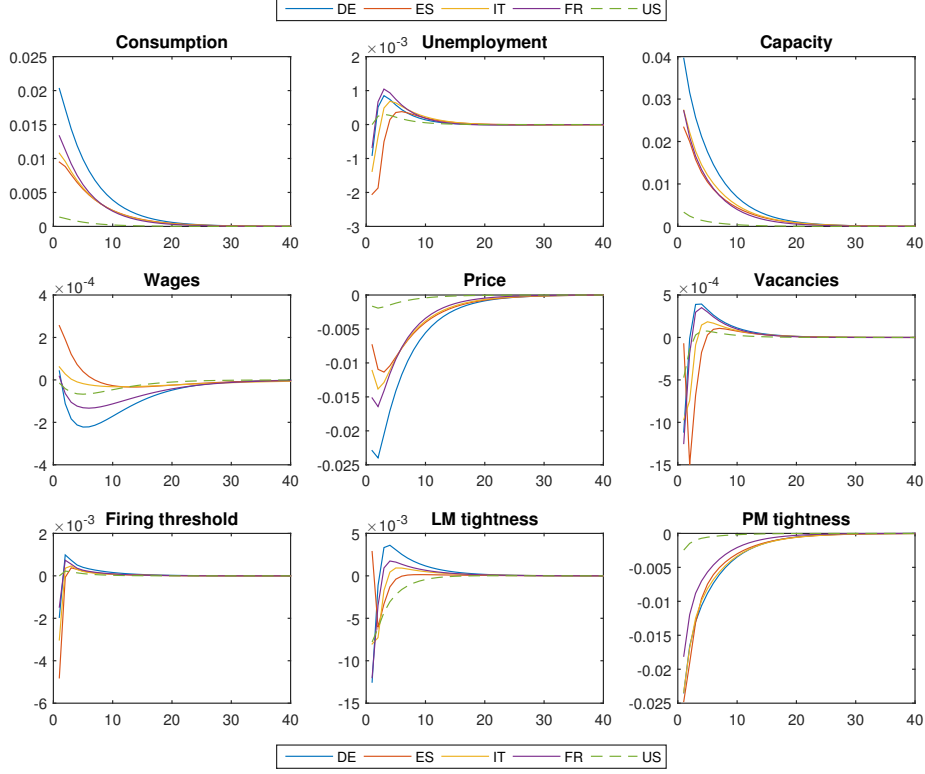 DE ES IT FR US
Consumption Unemployment Capacity
×10⁻³
0.025 2 0.04
0.02 1 0.03
0.015 0
0.01 -1 0.02
0.005 -2 0.01
0 -3 0
0 10 20 30 40 0 10 20 30 40 0 10 20 30 40
Wages Price Vacancies
×10⁻⁴ ×10⁻⁴
4 0 5
2 -0.005 0
0 -0.01 -5
-2 -0.015 -10
-0.02
-4 -0.025 -15
0 10 20 30 40 0 10 20 30 40 0 10 20 30 40
Firing threshold LM tightness PM tightness
×10⁻³ ×10⁻³
2 5 0
0 0 -0.005
-2 -5 -0.01
-0.015
-4 -10 -0.02
-6 -15 -0.025
0 10 20 30 40 0 10 20 30 40 0 10 20 30 40
DE ES IT FR US